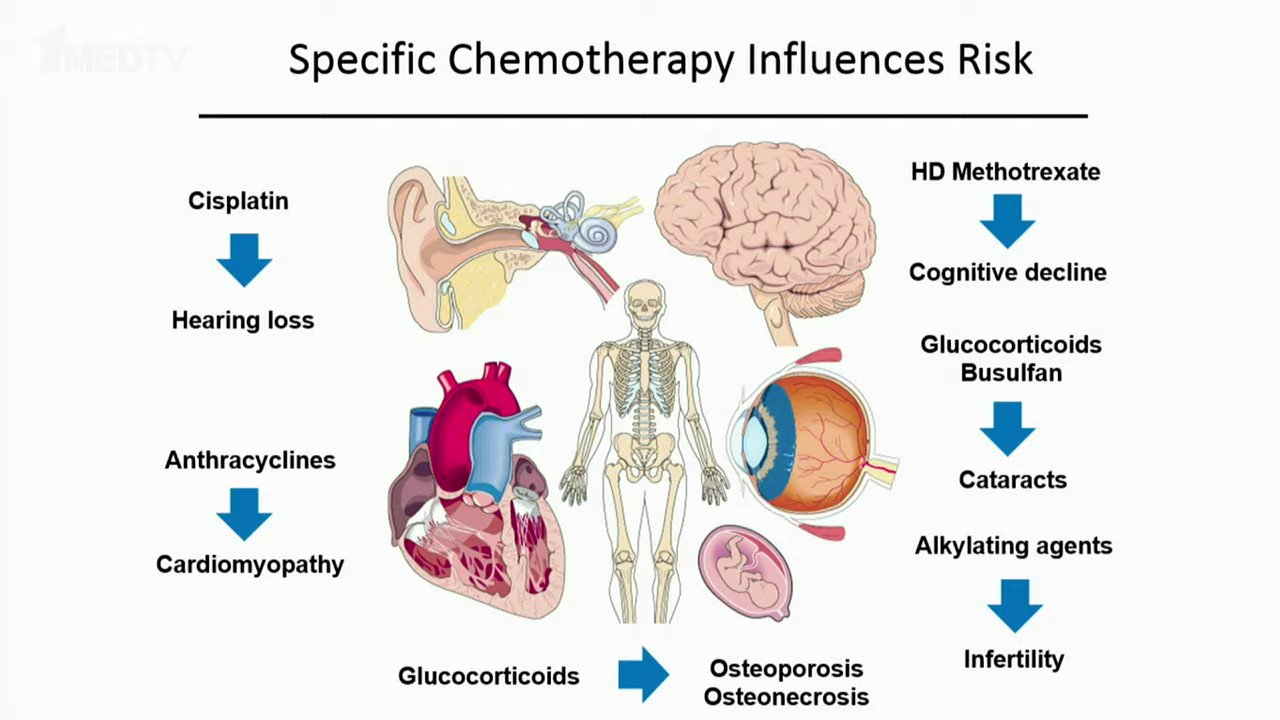 1MEDTV
Specific Chemotherapy Influences Risk
Cisplatin
Hearing loss
Anthracyclines
Cardiomyopathy
HD Methotrexate
Cognitive decline
Glucocorticoids
Busulfan
Cataracts
Alkylating agents
Infertility
Glucocorticoids
Osteoporosis
Osteonecrosis